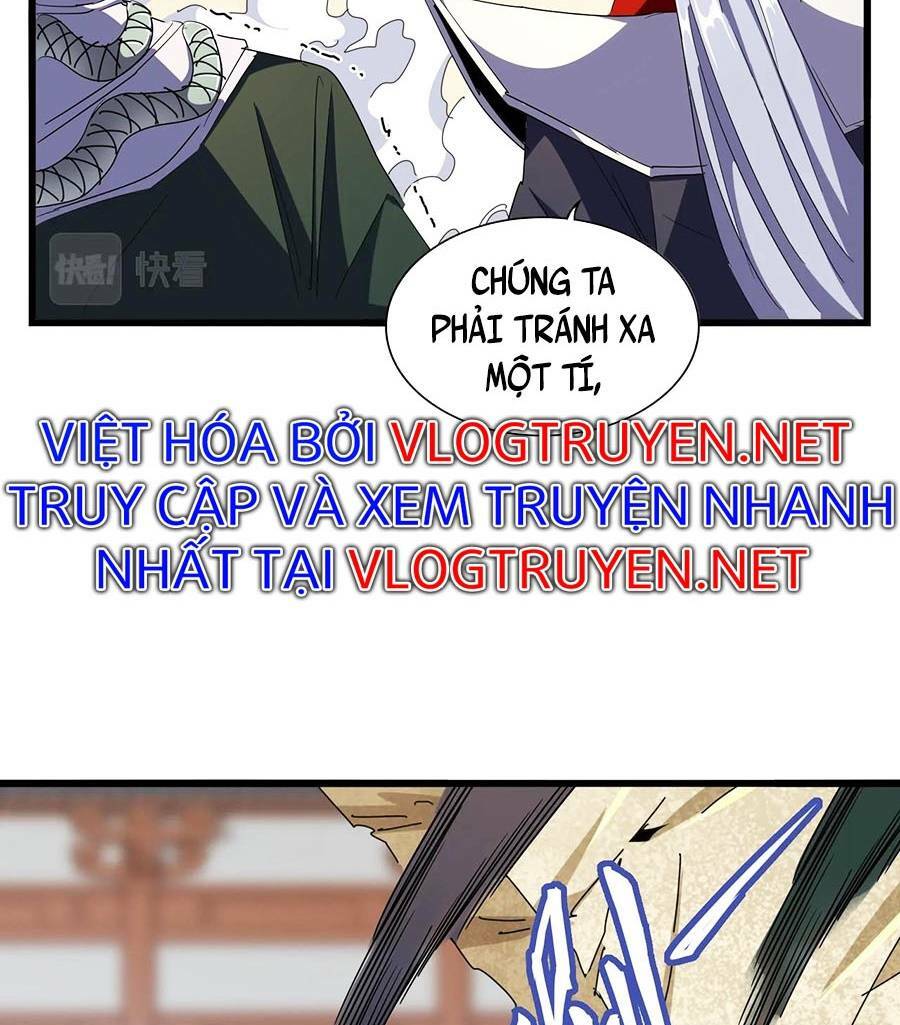 快看! 快看
CHÚNG TA
PHẢI TRÁNH XA
MỘT TÍ,
VIỆT HÓA BỞI VLOGTRUYEN.NET
TRUY CẬP VÀ XEM TRUYỆN NHANH
NHẤT TẠI VLOGTRUYEN.NET